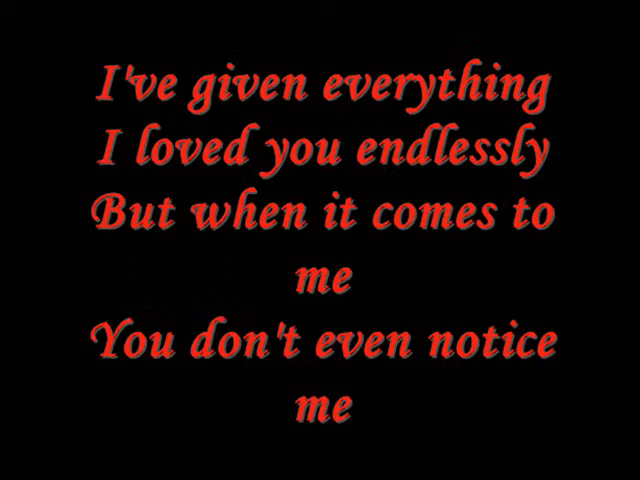 I've given everything
I loved you endlessly
But when it comes to
me
You don't even notice
me